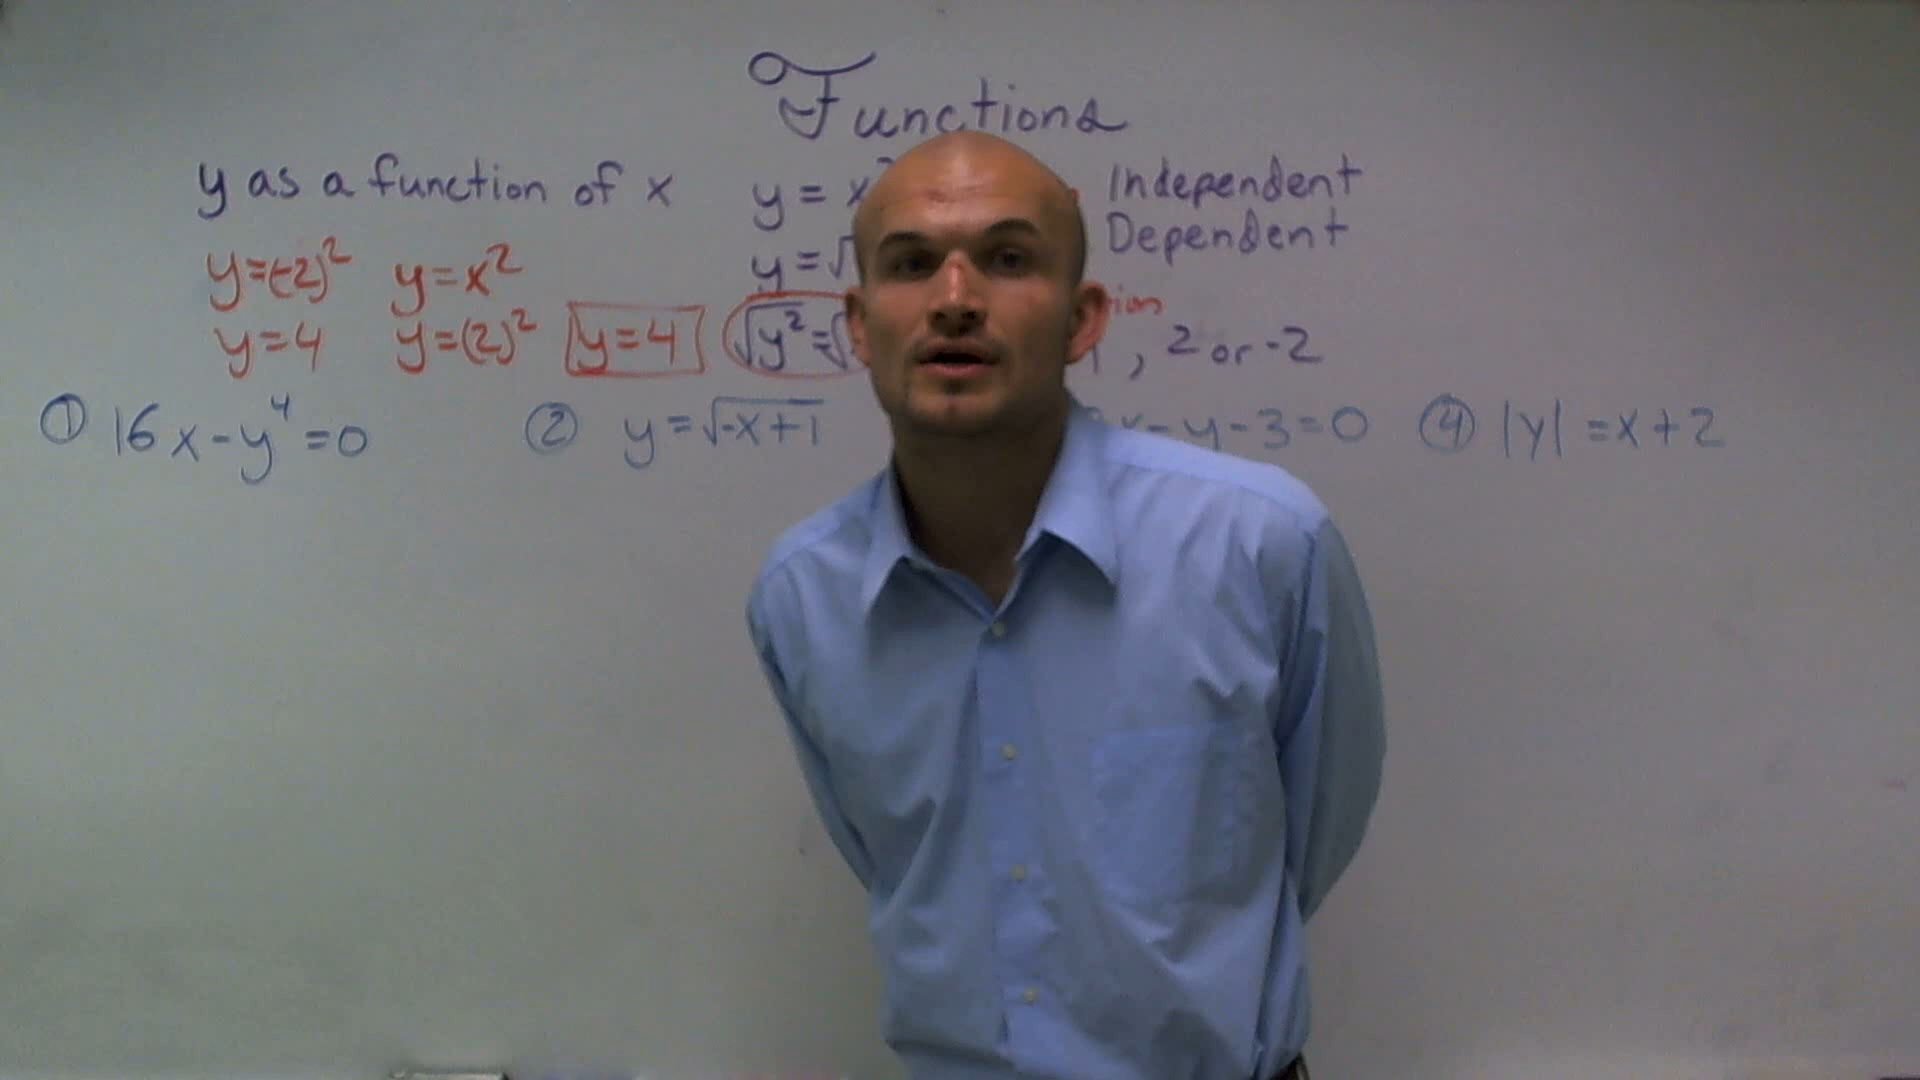 Functions
y as a function of x y = x Independent
y=(-2)² y=x² y=√ Dependent
y=4 y=(2)² y=4 √y²=√ , 2 or -2
① 16x-y⁴=0 ② y=√-x+1 x-y-3=0 ④ |y|=x+2